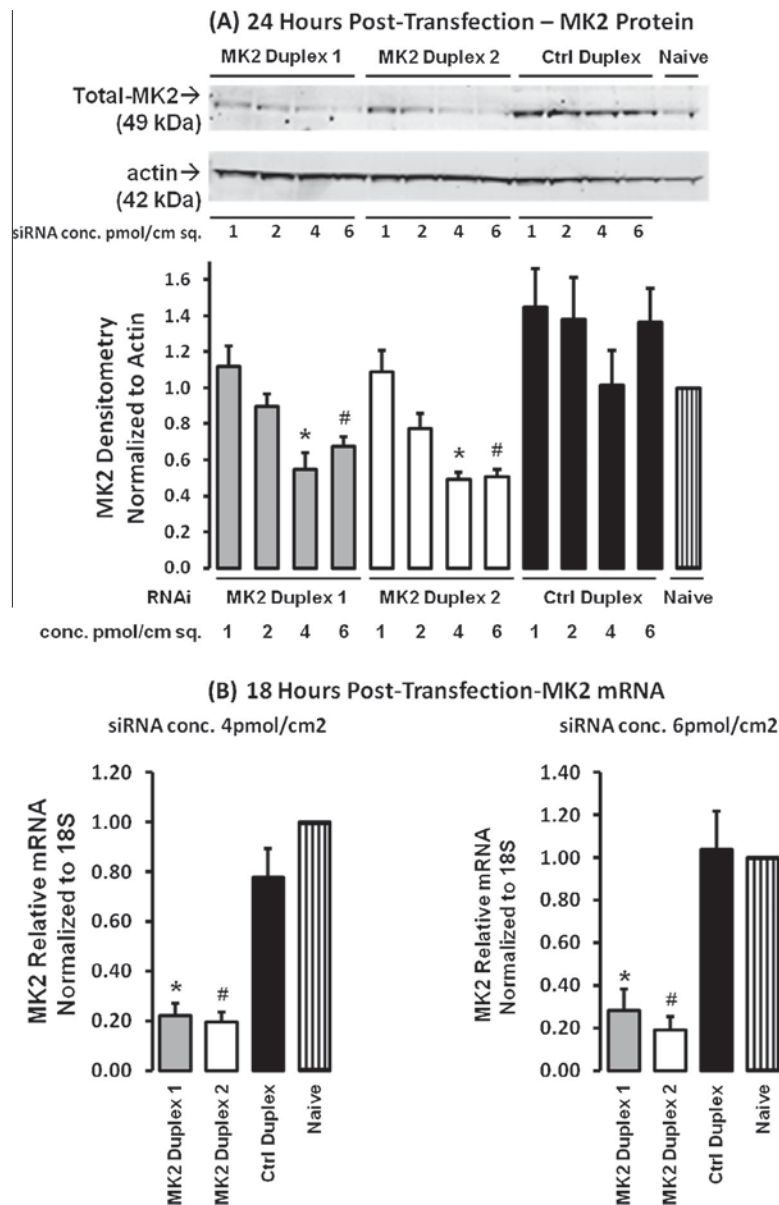 (A) 24 Hours Post-Transfection – MK2 Protein
MK2 Duplex 1 MK2 Duplex 2 Ctrl Duplex Naive
Total-MK2→
(49 kDa)
actin→
(42 kDa)
siRNA conc. pmol/cm sq. 1 2 4 6 1 2 4 6 1 2 4 6
MK2 Densitometry
Normalized to Actin
1.6
1.4
1.2
1.0
0.8
0.6
0.4
0.2
0.0
* # * #
RNAi MK2 Duplex 1 MK2 Duplex 2 Ctrl Duplex Naive
conc. pmol/cm sq. 1 2 4 6 1 2 4 6 1 2 4 6
(B) 18 Hours Post-Transfection-MK2 mRNA
siRNA conc. 4pmol/cm2
MK2 Relative mRNA
Normalized to 18S
1.20
1.00
0.80
0.60
0.40
0.20
0.00
* #
MK2 Duplex 1
MK2 Duplex 2
Ctrl Duplex
Naive
siRNA conc. 6pmol/cm2
MK2 Relative mRNA
Normalized to 18S
1.40
1.20
1.00
0.80
0.60
0.40
0.20
0.00
* #
MK2 Duplex 1
MK2 Duplex 2
Ctrl Duplex
Naive